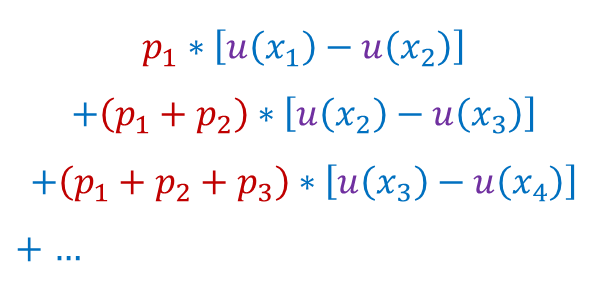 p₁ * [u(x₁) − u(x₂)]
+(p₁ + p₂) * [u(x₂) − u(x₃)]
+(p₁ + p₂ + p₃) * [u(x₃) − u(x₄)]
+ ...